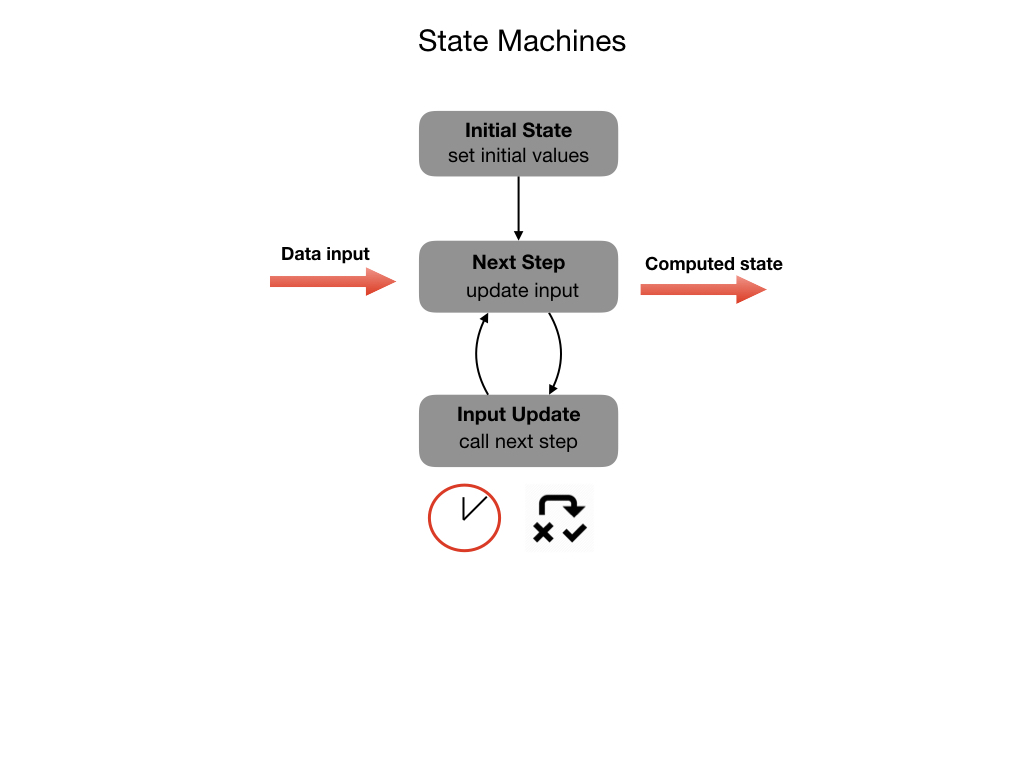 State Machines
Initial State
set initial values
Data input
Next Step
update input
Computed state
Input Update
call next step